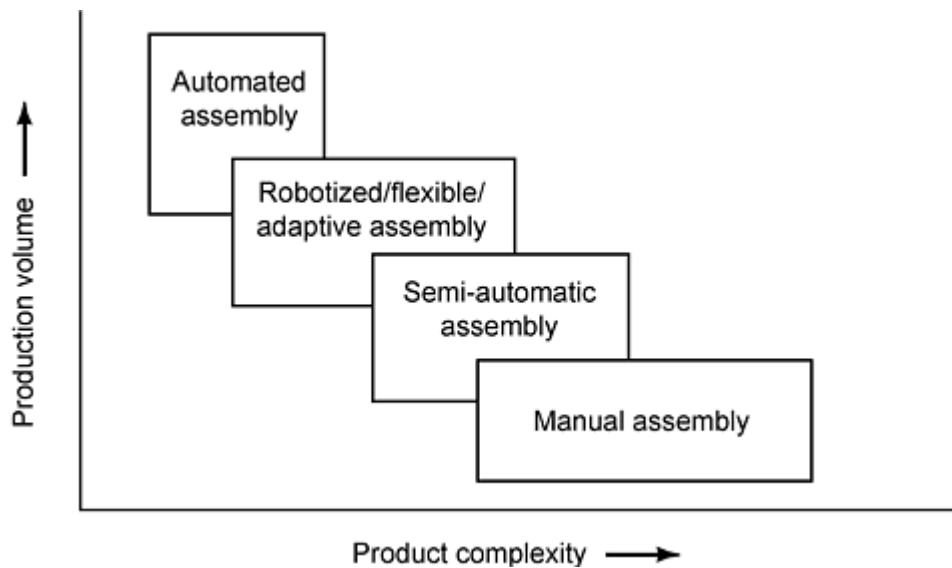 Automated
assembly
Robotized/flexible/
adaptive assembly
Semi-automatic
assembly
Manual assembly
Production volume
Product complexity